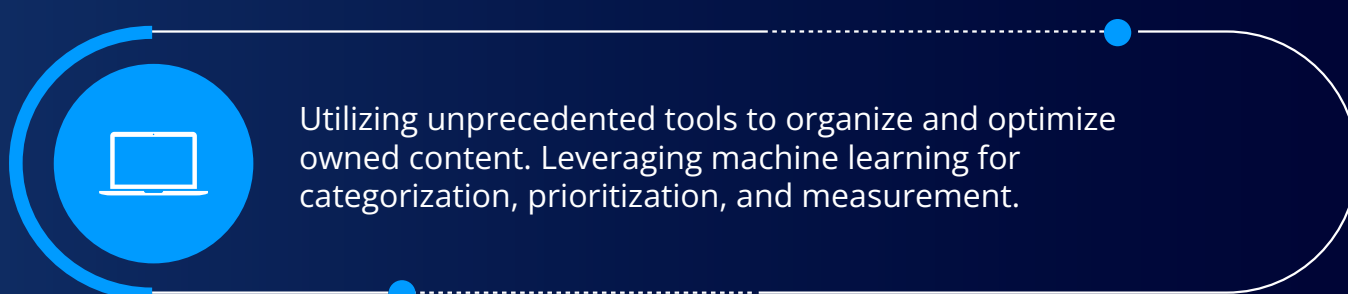 Utilizing unprecedented tools to organize and optimize
owned content. Leveraging machine learning for
categorization, prioritization, and measurement.